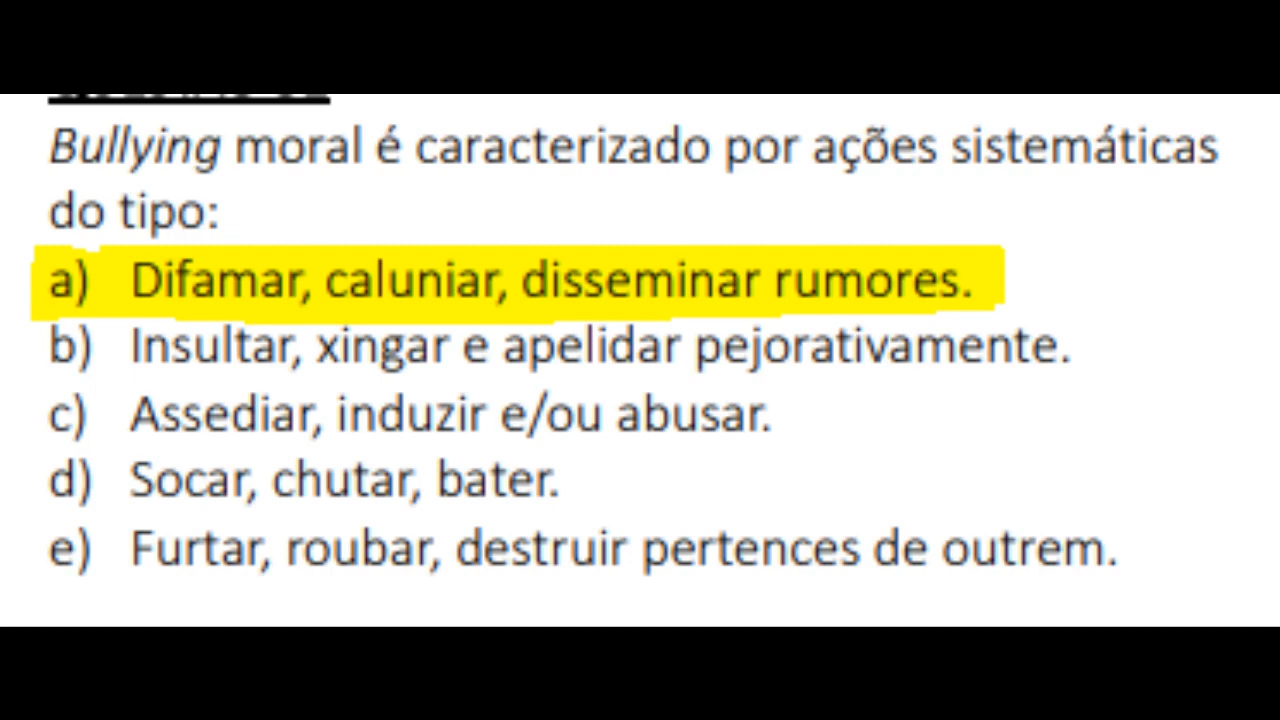 Bullying moral é caracterizado por ações sistemáticas
do tipo:
a) Difamar, caluniar, disseminar rumores.
b) Insultar, xingar e apelidar pejorativamente.
c) Assediar, induzir e/ou abusar.
d) Socar, chutar, bater.
e) Furtar, roubar, destruir pertences de outrem.